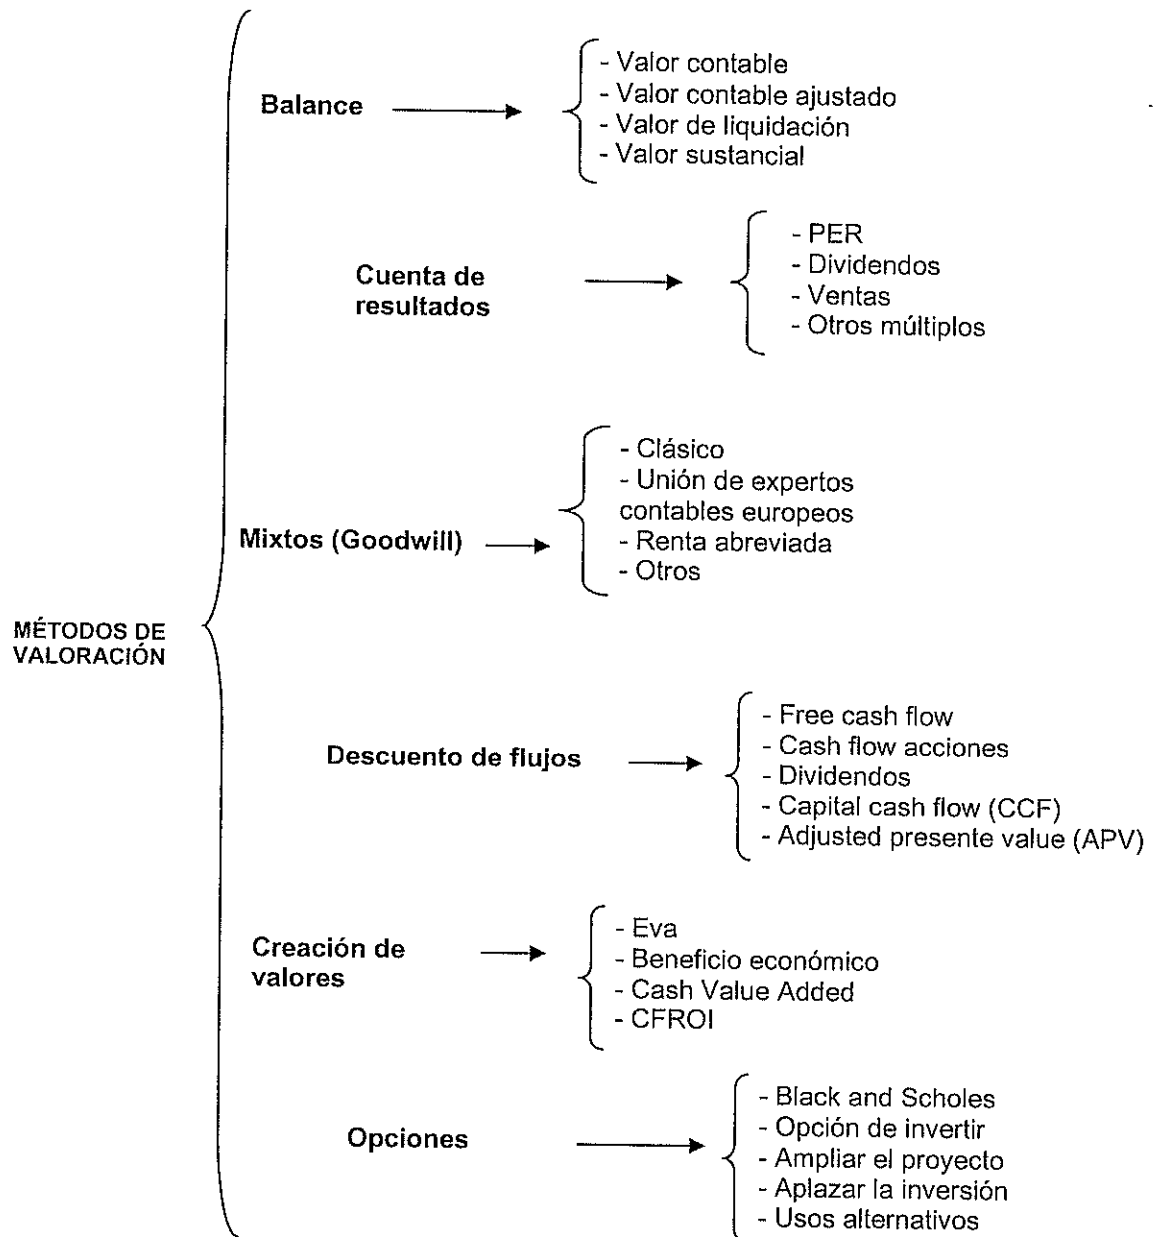 Balance
- Valor contable
- Valor contable ajustado
- Valor de liquidación
- Valor sustancial
Cuenta de
resultados
- PER
- Dividendos
- Ventas
- Otros múltiplos
Mixtos (Goodwill)
- Clásico
- Unión de expertos
contables europeos
- Renta abreviada
- Otros
MÉTODOS DE
VALORACIÓN
Descuento de flujos
- Free cash flow
- Cash flow acciones
- Dividendos
- Capital cash flow (CCF)
- Adjusted presente value (APV)
Creación de
valores
- Eva
- Beneficio económico
- Cash Value Added
- CFROI
Opciones
- Black and Scholes
- Opción de invertir
- Ampliar el proyecto
- Aplazar la inversión
- Usos alternativos